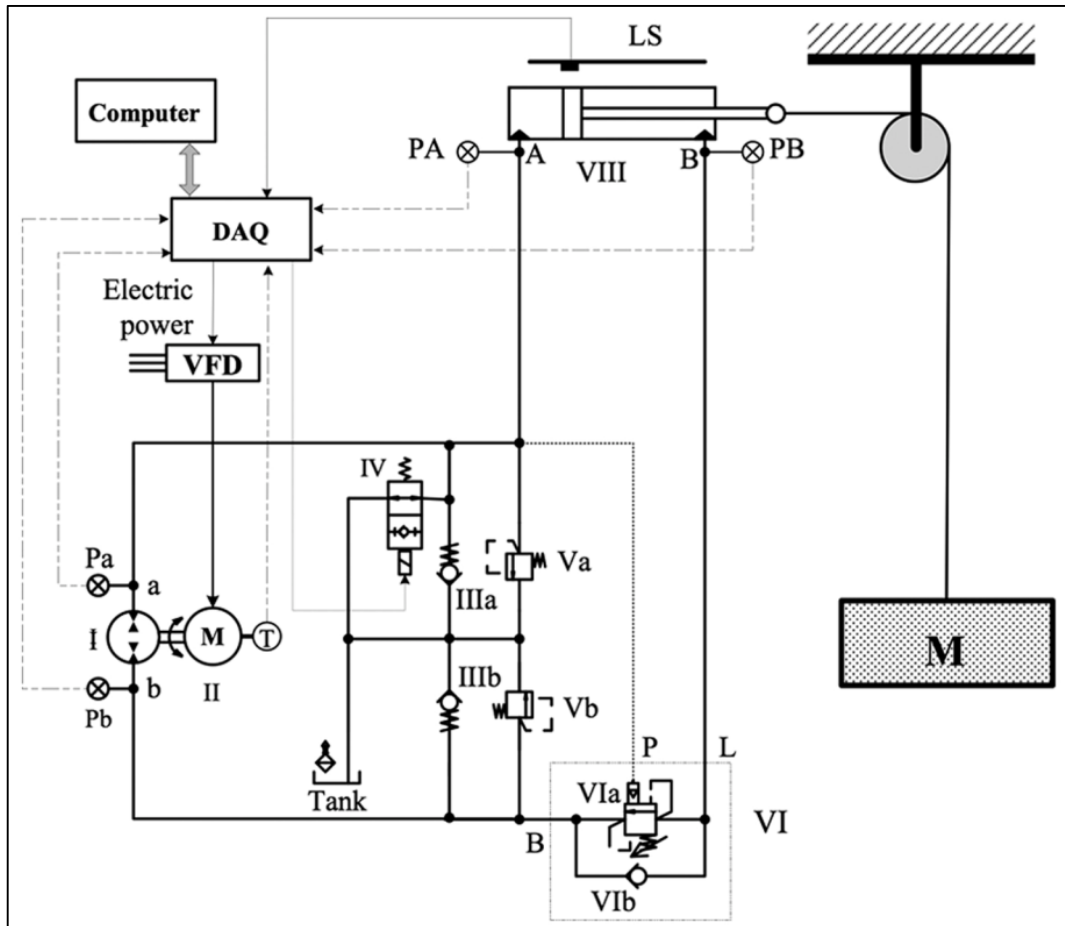 LS
Computer
PA
A
B
PB
VIII
DAQ
Electric
power
VFD
IV
Pa
a
Va
IIIa
I
M
T
M
b
IIIb
Pb
II
Vb
P
L
Tank
VIa
VI
B
VIb